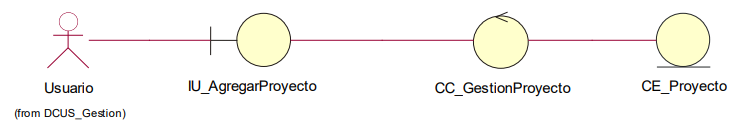 Usuario
(from DCUS_Gestion)
IU_AgregarProyecto
CC_GestionProyecto
CE_Proyecto